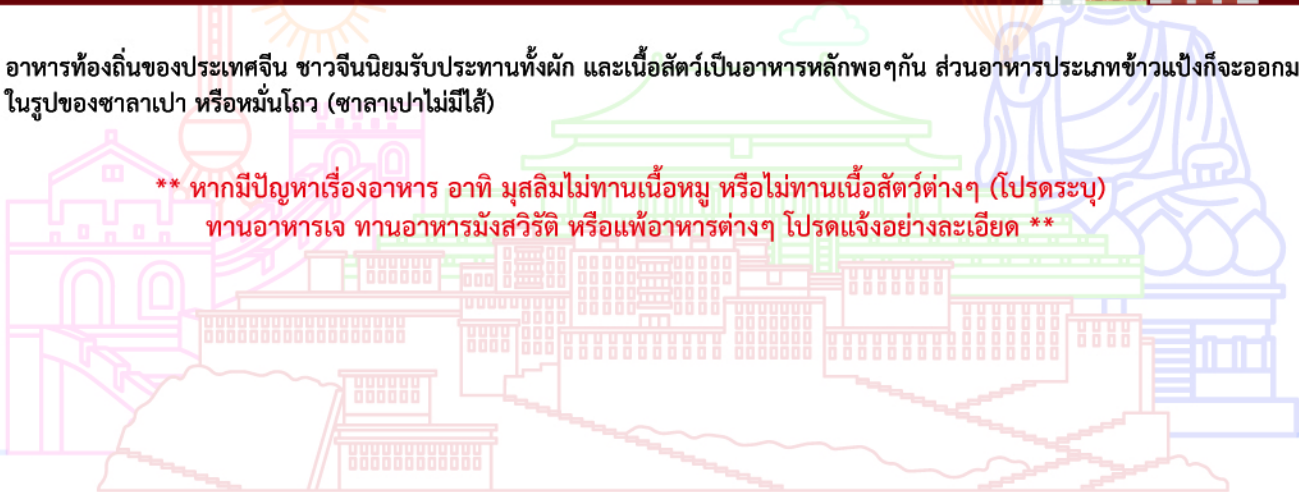 อาหารท้องถิ่นของประเทศจีน ชาวจีนนิยมรับประทานทั้งผัก และเนื้อสัตว์เป็นอาหารหลักพอๆกัน ส่วนอาหารประเภทข้าวแป้งก็จะออกม
ในรูปของซาลาเปา หรือหมั่นโถว (ซาลาเปาไม่มีไส้)
** หากมีปัญหาเรื่องอาหาร อาทิ มุสลิมไม่ทานเนื้อหมู หรือไม่ทานเนื้อสัตว์ต่างๆ (โปรดระบุ)
ทานอาหารเจ ทานอาหารมังสวิรัติ หรือแพ้อาหารต่างๆ โปรดแจ้งอย่างละเอียด **